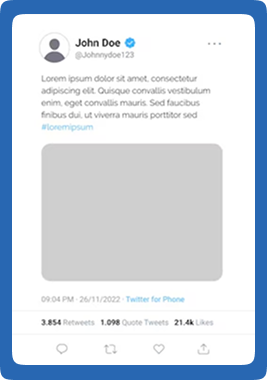 John Doe
@Johnnydoe123
Lorem ipsum dolor sit amet, consectetur
adipiscing elit. Quisque convallis vestibulum
enim, eget convallis mauris. Sed faucibus
finibus dui, ut viverra mauris porttitor sed
#loremipsum
09:04 PM · 26/11/2022 · Twitter for Phone
3.854 Retweets 1.098 Quote Tweets 21.4k Likes